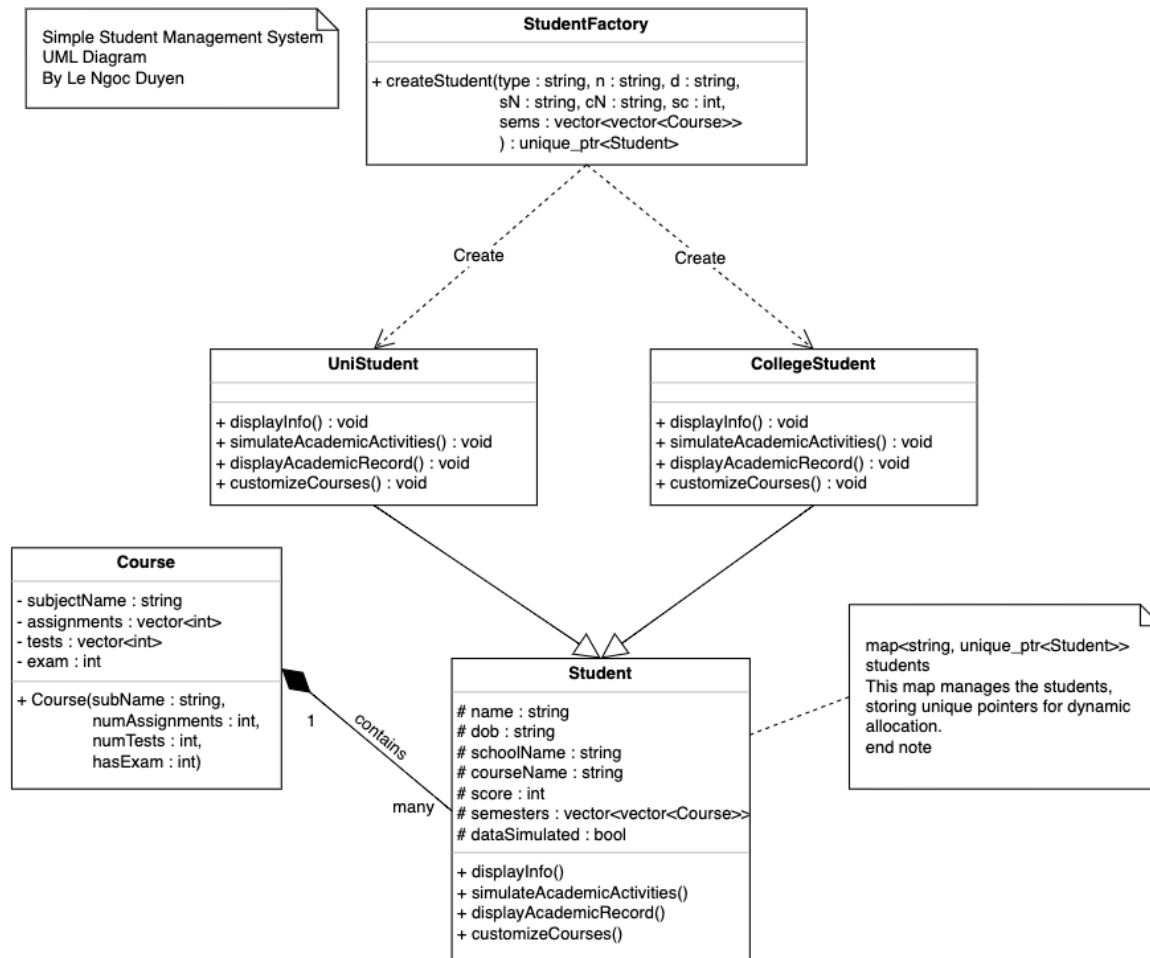 Simple Student Management System
UML Diagram
By Le Ngoc Duyen
StudentFactory
+ createStudent(type : string, n : string, d : string,
sN : string, cN : string, sc : int,
sems : vector<vector<Course>>
) : unique_ptr<Student>
Create
Create
UniStudent
+ displayInfo() : void
+ simulateAcademicActivities() : void
+ displayAcademicRecord() : void
+ customizeCourses() : void
CollegeStudent
+ displayInfo() : void
+ simulateAcademicActivities() : void
+ displayAcademicRecord() : void
+ customizeCourses() : void
Course
- subjectName : string
- assignments : vector<int>
- tests : vector<int>
- exam : int
+ Course(subName : string,
numAssignments : int,
numTests : int,
hasExam : int)
1
contains
many
Student
# name : string
# dob : string
# schoolName : string
# courseName : string
# score : int
# semesters : vector<vector<Course>>
# dataSimulated : bool
+ displayInfo()
+ simulateAcademicActivities()
+ displayAcademicRecord()
+ customizeCourses()
map<string, unique_ptr<Student>>
students
This map manages the students,
storing unique pointers for dynamic
allocation.
end note